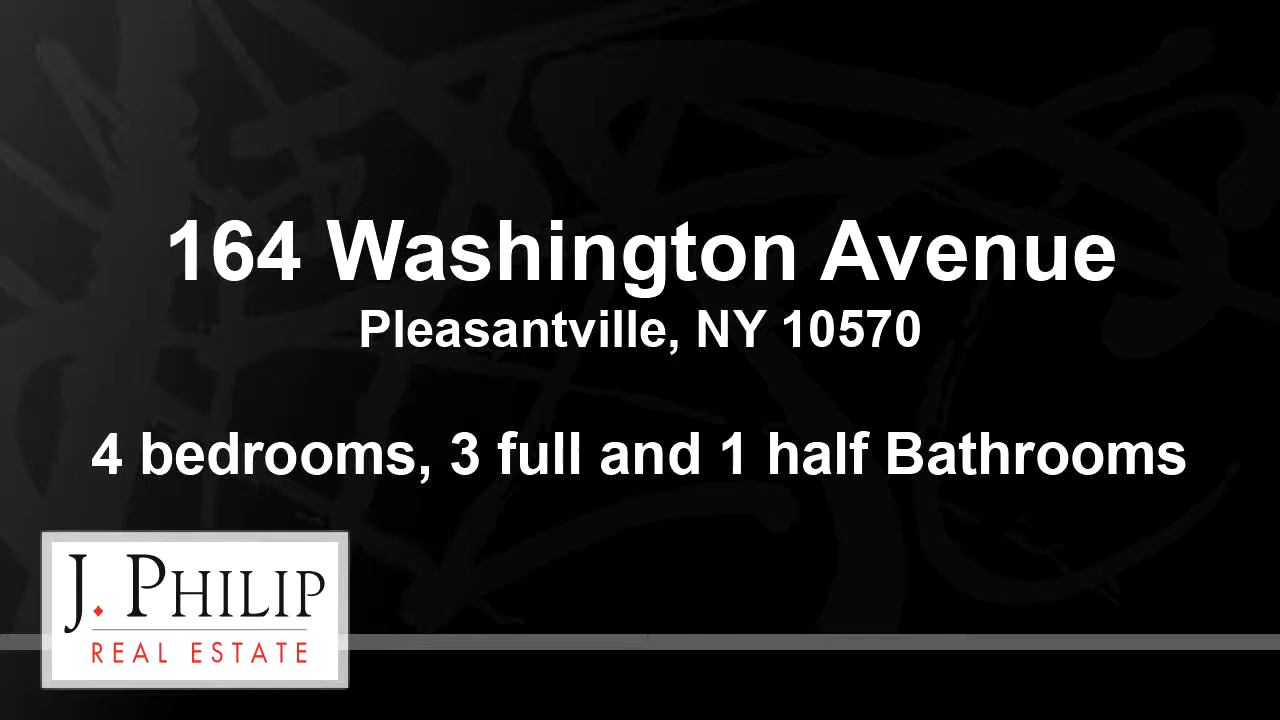 164 Washington Avenue
Pleasantville, NY 10570
4 bedrooms, 3 full and 1 half Bathrooms
J. PHILIP
REAL ESTATE